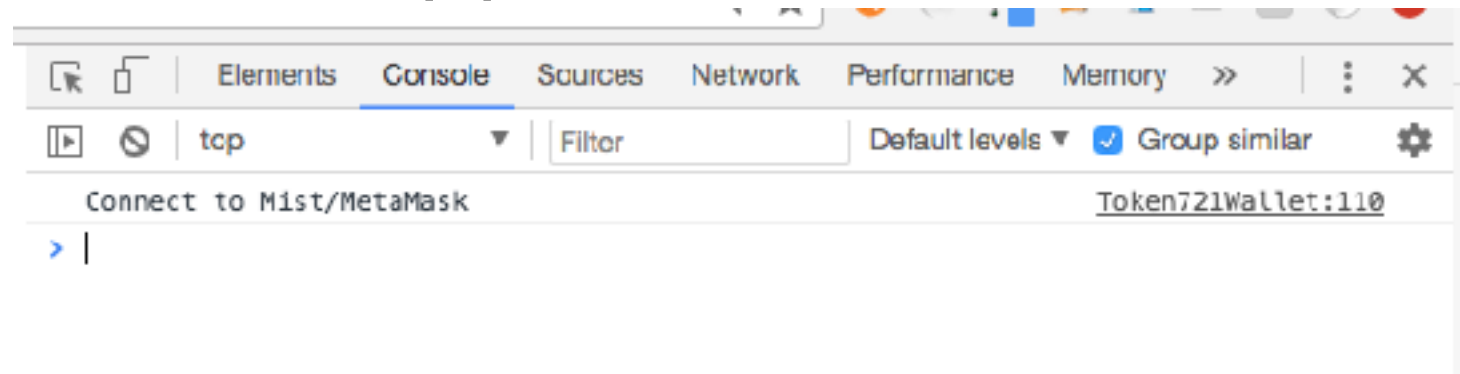 Elements Console Sources Network Performance Memory »
top Filter Default levels Group similar
Connect to Mist/MetaMask Token721Wallet:110
>